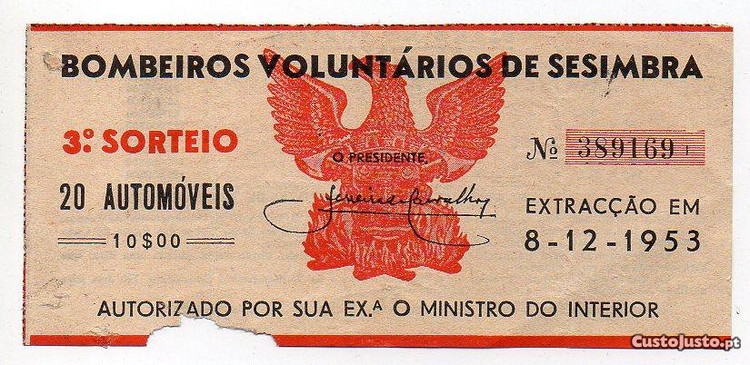 BOMBEIROS VOLUNTÁRIOS DE SESIMBRA
3.º SORTEIO
20 AUTOMÓVEIS
10$00
O PRESIDENTE,
Nº 389169
EXTRACÇÃO EM
8-12-1953
AUTORIZADO POR SUA EX.ᴬ O MINISTRO DO INTERIOR
CustoJusto.pt